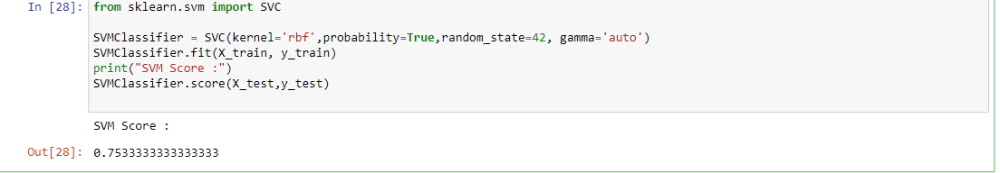 In [28]: from sklearn.svm import SVC
SVMClassifier = SVC(kernel='rbf',probability=True,random_state=42, gamma='auto')
SVMClassifier.fit(X_train, y_train)
print("SVM Score :")
SVMClassifier.score(X_test,y_test)
SVM Score :
Out[28]: 0.7533333333333333